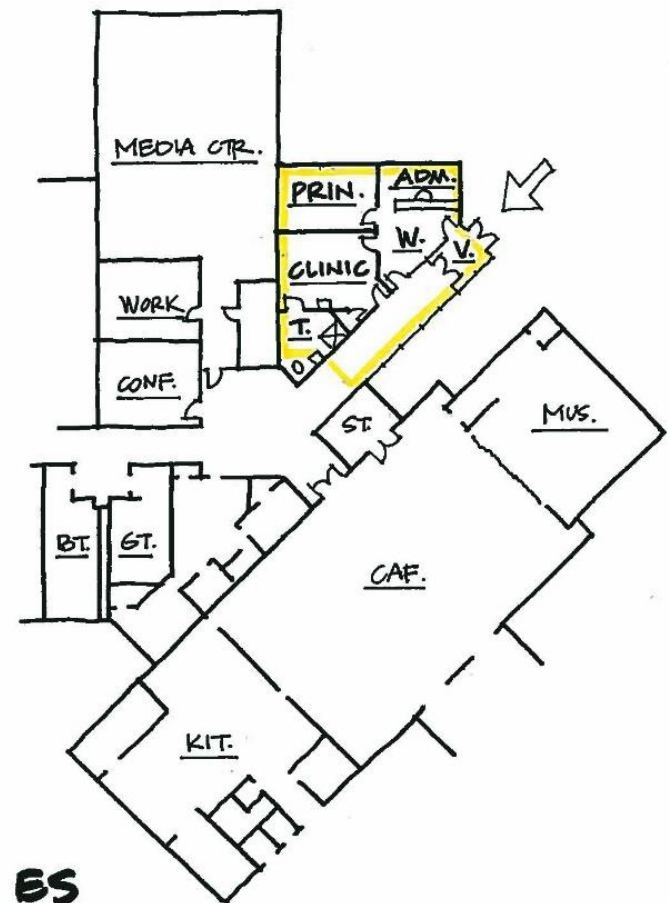 MEDIA CTR.
PRIN.
ADM.
W.
V.
CLINIC
WORK
T.
CONF.
ST.
MUS.
BT.
GT.
CAF.
KIT.
ES